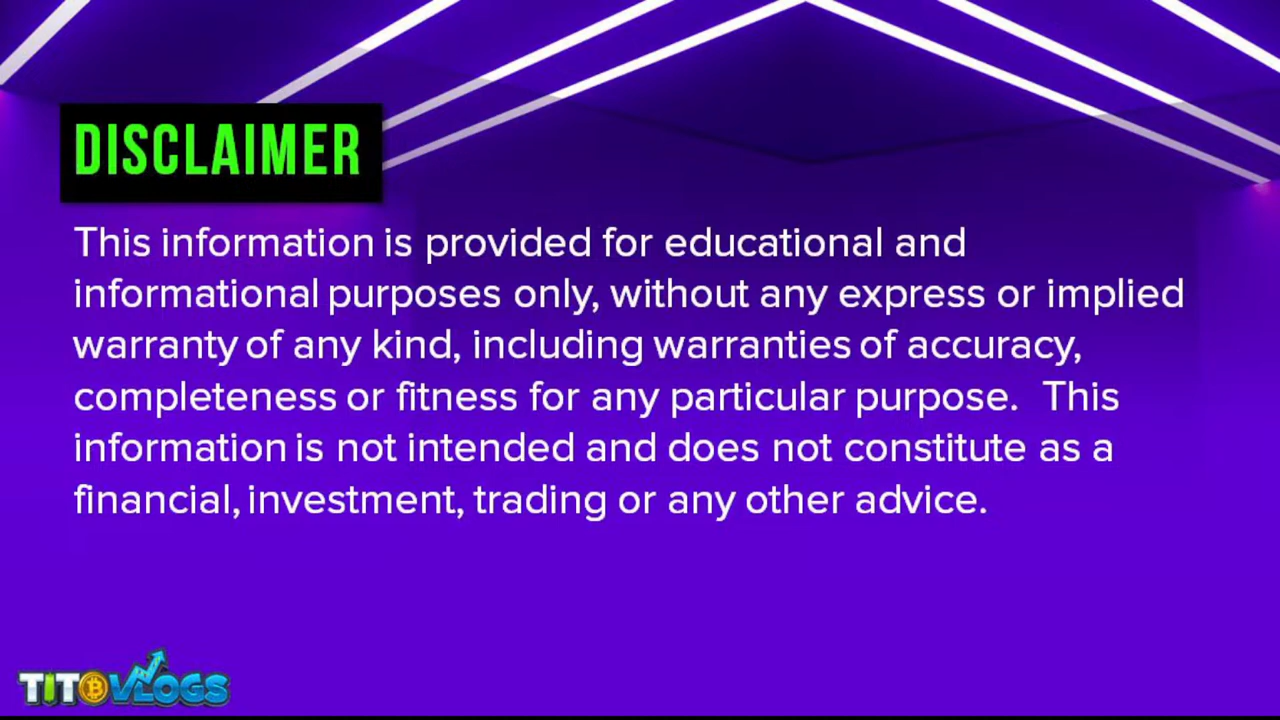 DISCLAIMER
This information is provided for educational and
informational purposes only, without any express or implied
warranty of any kind, including warranties of accuracy,
completeness or fitness for any particular purpose. This
information is not intended and does not constitute as a
financial, investment, trading or any other advice.
TITOVLOGS